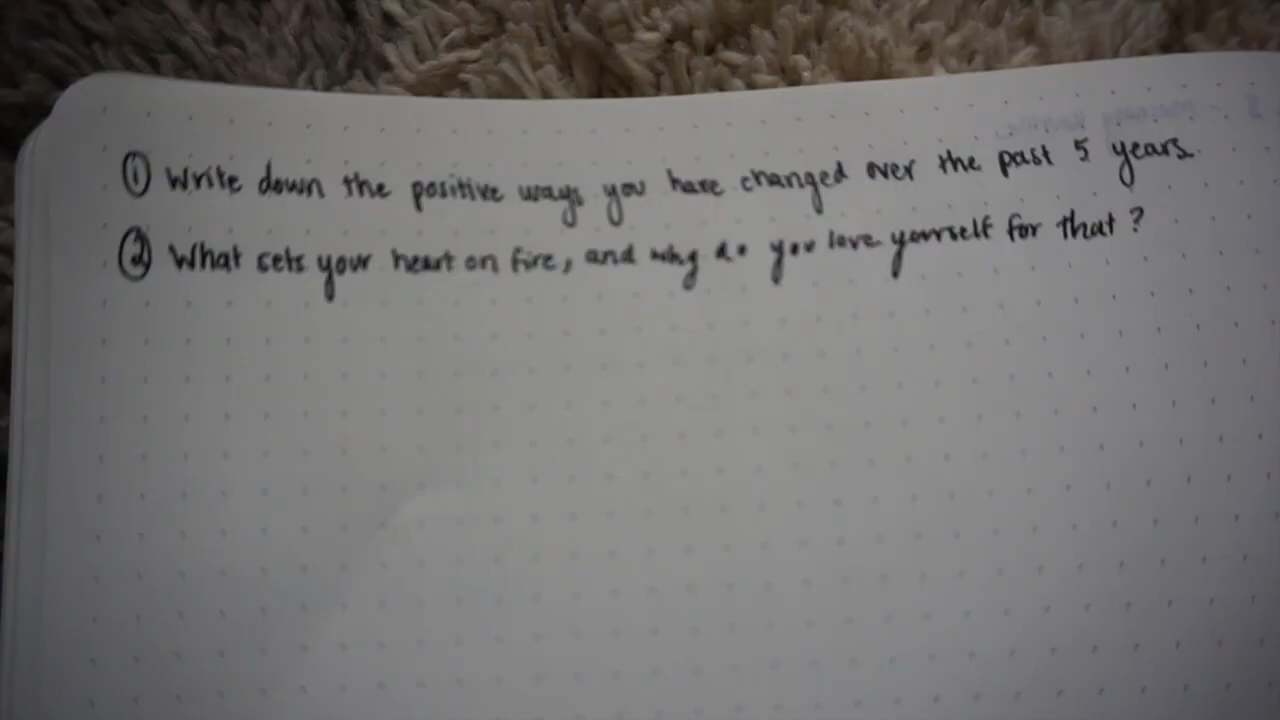 ① Write down the positive ways you have changed over the past 5 years.
② What sets your heart on fire, and why do you love yourself for that?